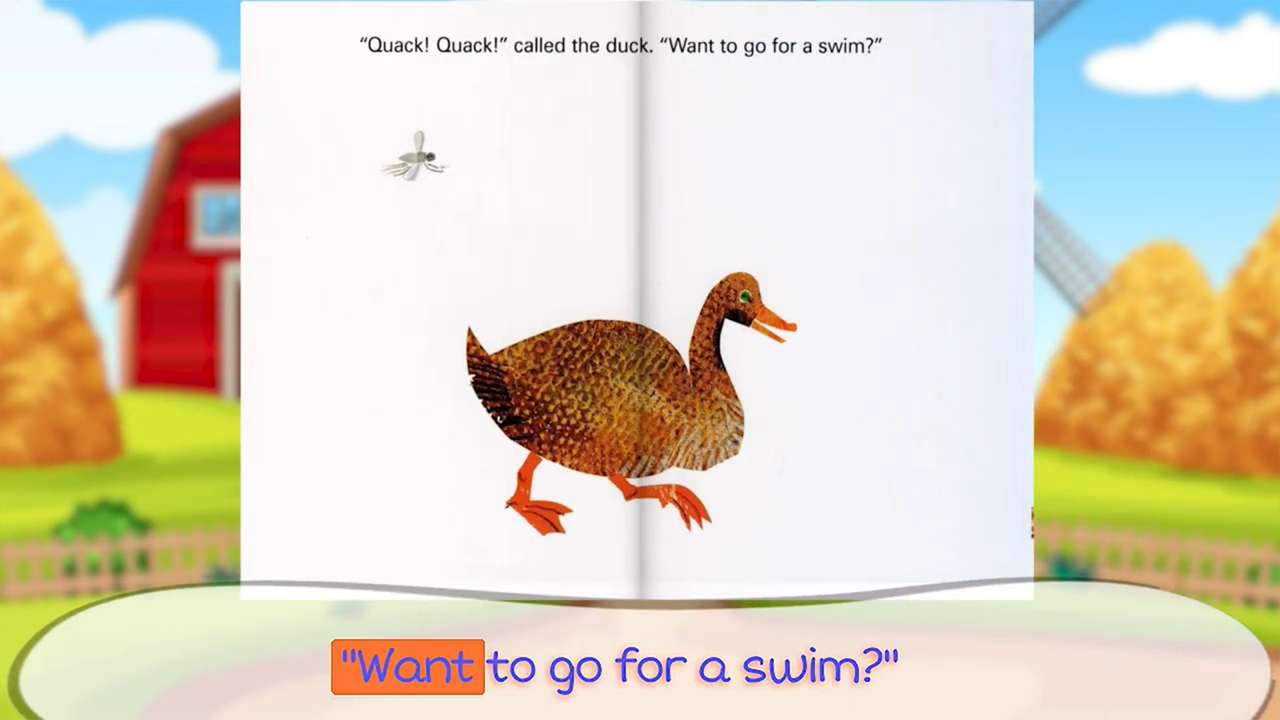 “Quack! Quack!” called the duck. “Want to go for a swim?”
"Want to go for a swim?"